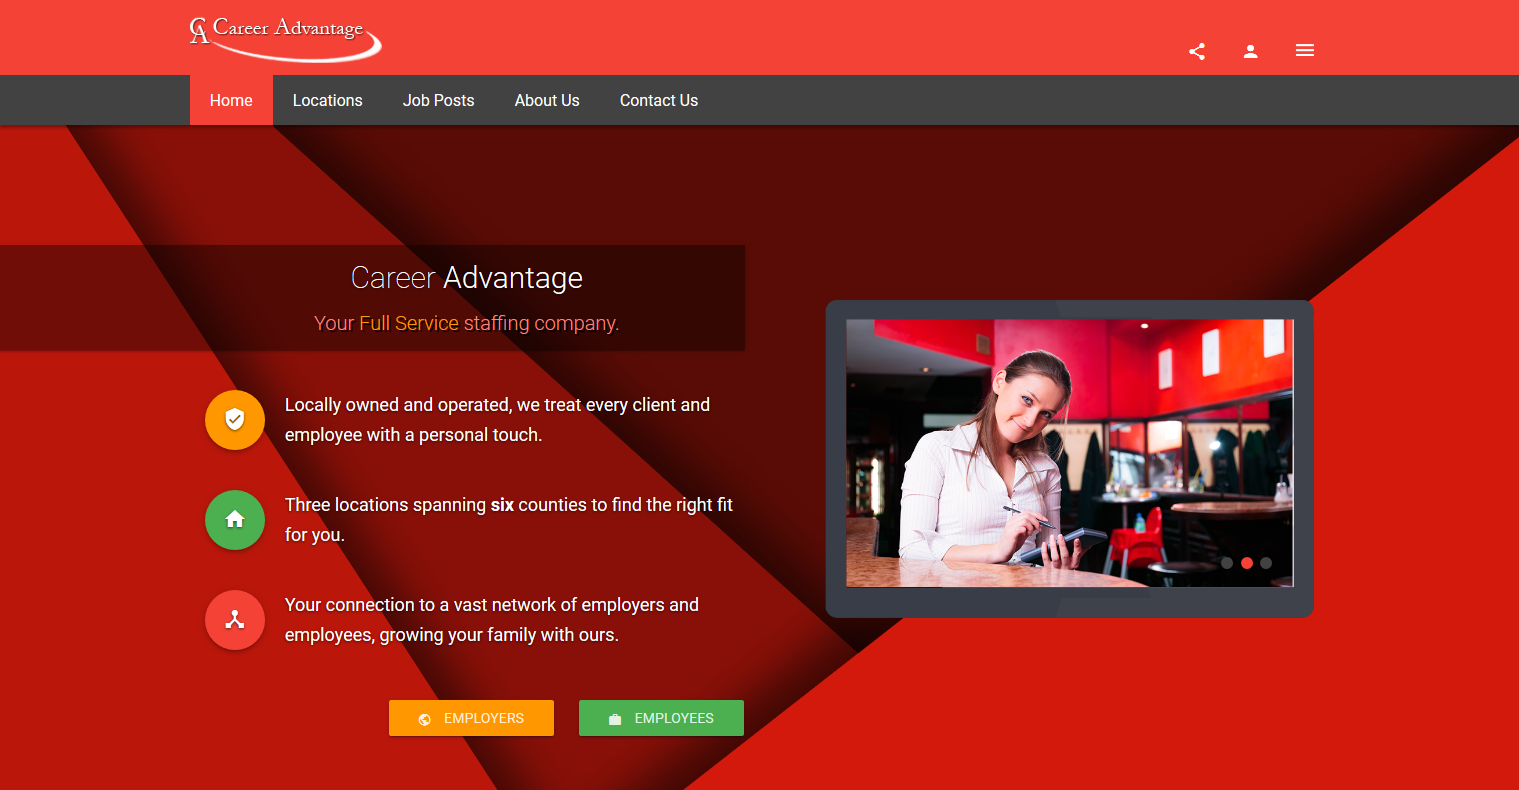 CA Career Advantage
Home Locations Job Posts About Us Contact Us
Career Advantage
Your Full Service staffing company.
Locally owned and operated, we treat every client and
employee with a personal touch.
Three locations spanning six counties to find the right fit
for you.
Your connection to a vast network of employers and
employees, growing your family with ours.
EMPLOYERS EMPLOYEES